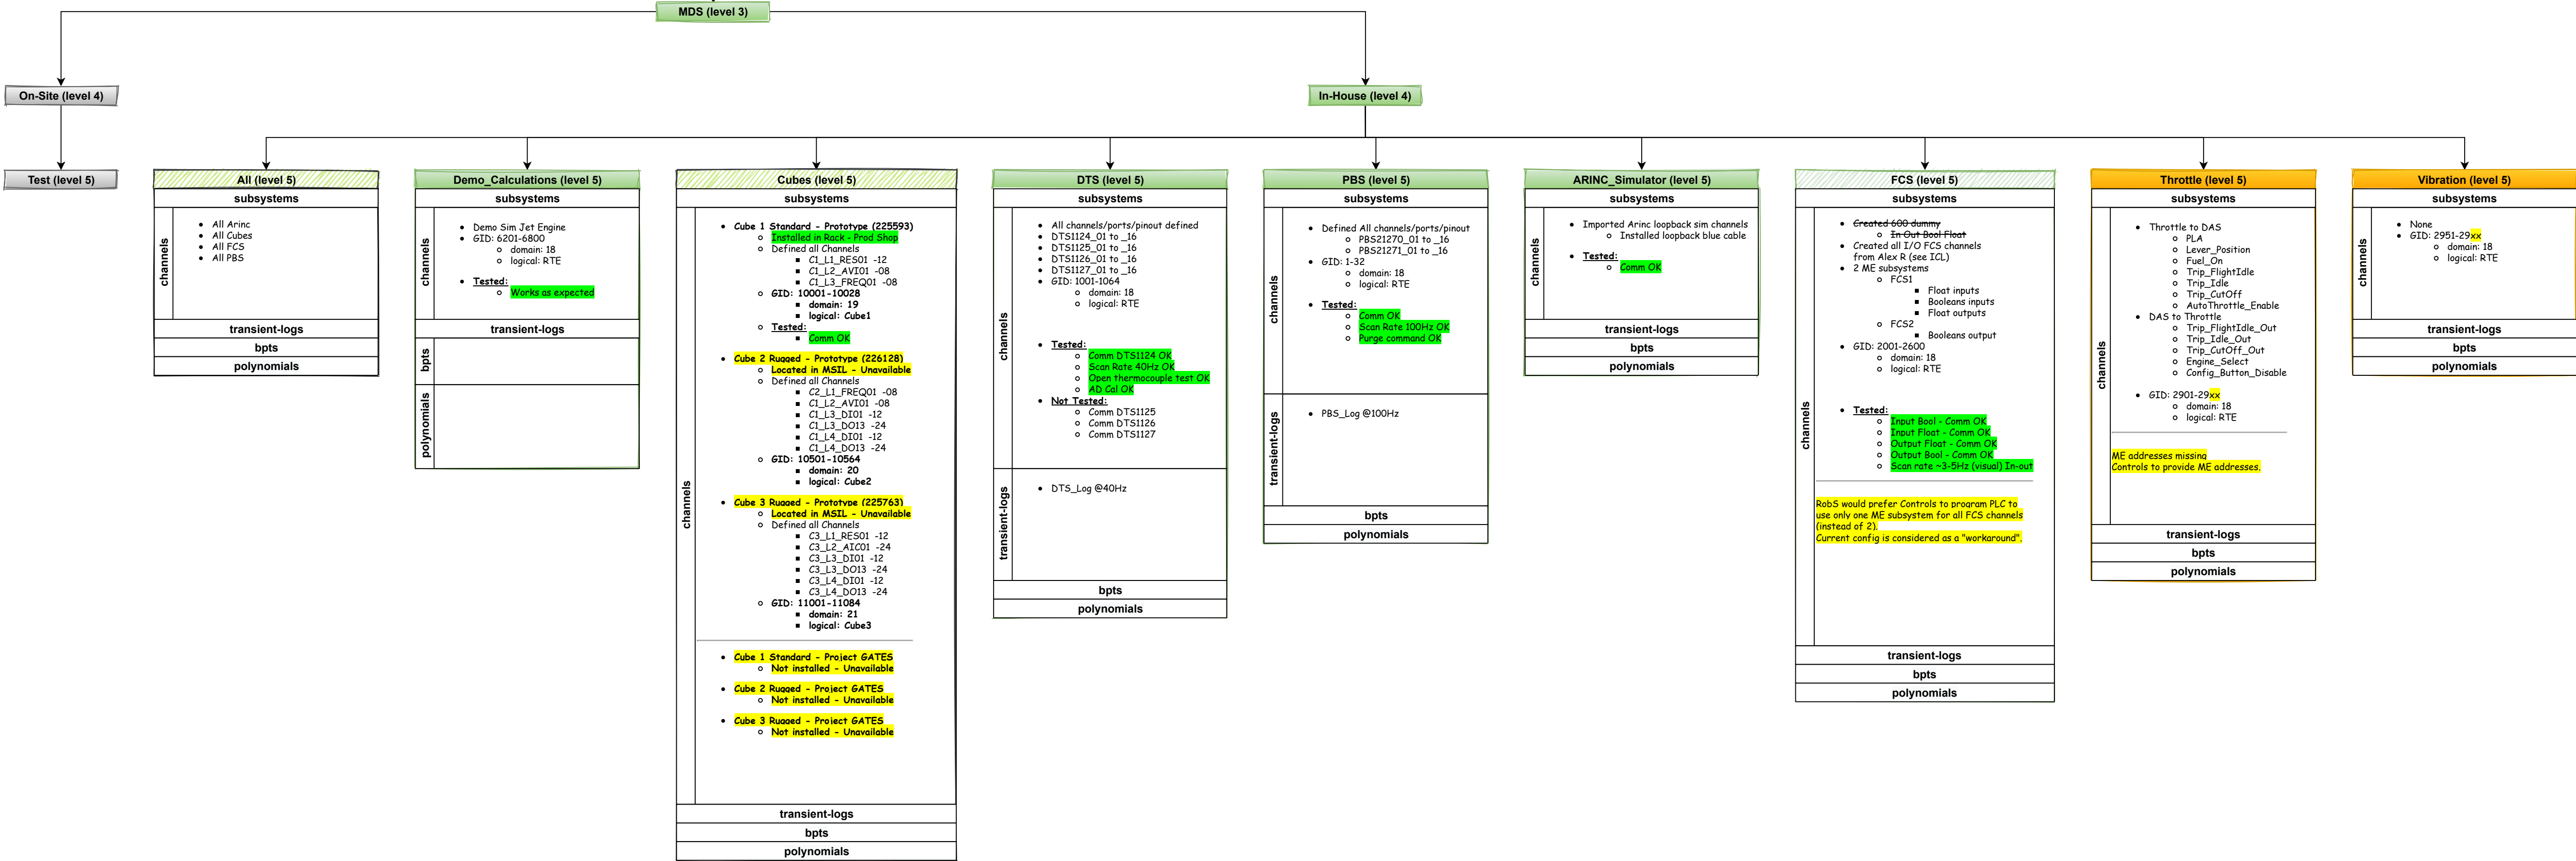 MDS (level 3)
On-Site (level 4)
In-House (level 4)
Test (level 5)
All (level 5)
subsystems
channels
All Arinc
All Cubes
All FCS
All PBS
transient-logs
bpts
polynomials
Demo_Calculations (level 5)
subsystems
channels
Demo Sim Jet Engine
GID: 6201-6800
domain: 18
logical: RTE
Tested:
Works as expected
transient-logs
bpts
polynomials
Cubes (level 5)
subsystems
channels
Cube 1 Standard - Prototype (225593)
Installed in Rack - Prod Shop
Defined all Channels
C1_L1_RES01 -12
C1_L2_AVI01 -08
C1_L3_FREQ01 -08
GID: 10001-10028
domain: 19
logical: Cube1
Tested:
Comm OK
Cube 2 Rugged - Prototype (226128)
Located in MSIL - Unavailable
Defined all Channels
C2_L1_FREQ01 -08
C1_L2_AVI01 -08
C1_L3_DI01 -12
C1_L3_DO13 -24
C1_L4_DI01 -12
C1_L4_DO13 -24
GID: 10501-10564
domain: 20
logical: Cube2
Cube 3 Rugged - Prototype (225763)
Located in MSIL - Unavailable
Defined all Channels
C3_L1_RES01 -12
C3_L2_AIC01 -24
C3_L3_DI01 -12
C3_L3_DO13 -24
C3_L4_DI01 -12
C3_L4_DO13 -24
GID: 11001-11084
domain: 21
logical: Cube3
Cube 1 Standard - Project GATES
Not installed - Unavailable
Cube 2 Rugged - Project GATES
Not installed - Unavailable
Cube 3 Rugged - Project GATES
Not installed - Unavailable
transient-logs
bpts
polynomials
DTS (level 5)
subsystems
channels
All channels/ports/pinout defined
DTS1124_01 to _16
DTS1125_01 to _16
DTS1126_01 to _16
DTS1127_01 to _16
GID: 1001-1064
domain: 18
logical: RTE
Tested:
Comm DTS1124 OK
Scan Rate 40Hz OK
Open thermocouple test OK
AD Cal OK
Not Tested:
Comm DTS1125
Comm DTS1126
Comm DTS1127
transient-logs
DTS_Log @40Hz
bpts
polynomials
PBS (level 5)
subsystems
channels
Defined All channels/ports/pinout
PBS21270_01 to _16
PBS21271_01 to _16
GID: 1-32
domain: 18
logical: RTE
Tested:
Comm OK
Scan Rate 100Hz OK
Purge command OK
transient-logs
PBS_Log @100Hz
bpts
polynomials
ARINC_Simulator (level 5)
subsystems
channels
Imported Arinc loopback sim channels
Installed loopback blue cable
Tested:
Comm OK
transient-logs
bpts
polynomials
FCS (level 5)
subsystems
channels
Created 600 dummy
In Out Bool Float
Created all I/O FCS channels
from Alex R (see ICL)
2 ME subsystems
FCS1
Float inputs
Booleans inputs
Float outputs
FCS2
Booleans output
GID: 2001-2600
domain: 18
logical: RTE
Tested:
Input Bool - Comm OK
Input Float - Comm OK
Output Float - Comm OK
Output Bool - Comm OK
Scan rate ~3-5Hz (visual) In-out
RobS would prefer Controls to program PLC to
use only one ME subsystem for all FCS channels
(instead of 2).
Current config is considered as a "workaround".
transient-logs
bpts
polynomials
Throttle (level 5)
subsystems
channels
Throttle to DAS
PLA
Lever_Position
Fuel_On
Trip_FlightIdle
Trip_Idle
Trip_CutOff
AutoThrottle_Enable
DAS to Throttle
Trip_FlightIdle_Out
Trip_Idle_Out
Trip_CutOff_Out
Engine_Select
Config_Button_Disable
GID: 2901-29xx
domain: 18
logical: RTE
ME addresses missing
Controls to provide ME addresses.
transient-logs
bpts
polynomials
Vibration (level 5)
subsystems
channels
None
GID: 2951-29xx
domain: 18
logical: RTE
transient-logs
bpts
polynomials